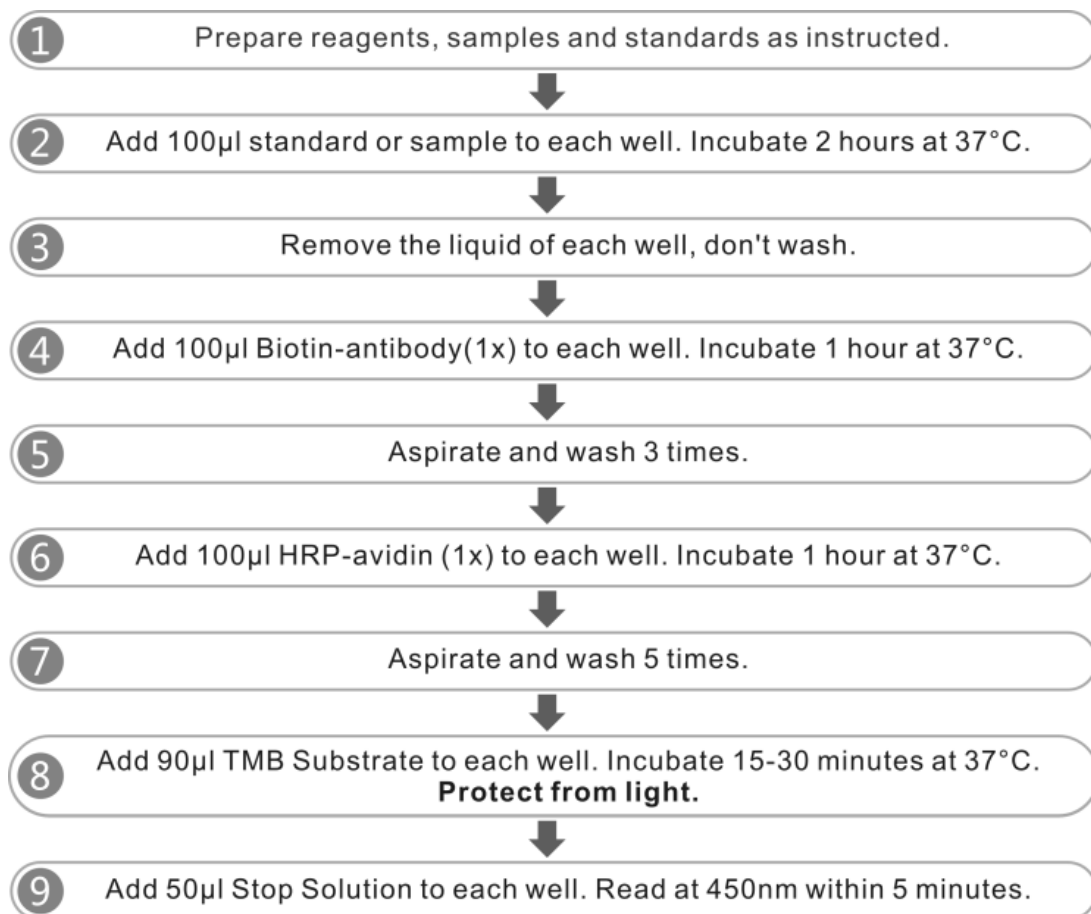 1 Prepare reagents, samples and standards as instructed.
2 Add 100μl standard or sample to each well. Incubate 2 hours at 37°C.
3 Remove the liquid of each well, don't wash.
4 Add 100μl Biotin-antibody(1x) to each well. Incubate 1 hour at 37°C.
5 Aspirate and wash 3 times.
6 Add 100μl HRP-avidin (1x) to each well. Incubate 1 hour at 37°C.
7 Aspirate and wash 5 times.
8 Add 90μl TMB Substrate to each well. Incubate 15-30 minutes at 37°C.
Protect from light.
9 Add 50μl Stop Solution to each well. Read at 450nm within 5 minutes.